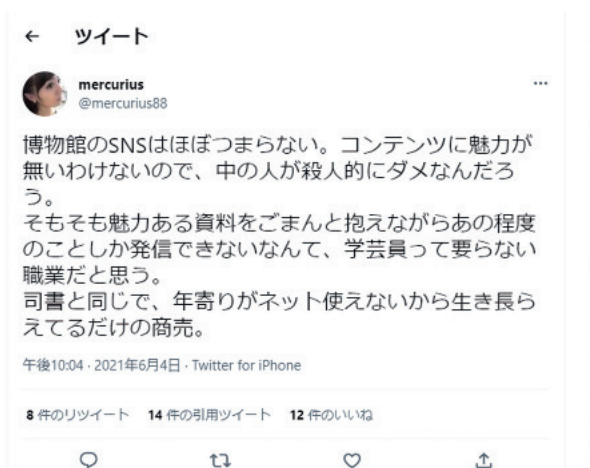 ← ツイート
mercurius
@mercurius88
博物館のSNSはほぼつまらない。コンテンツに魅力が
無いわけないので、中の人が殺人的にダメなんだろ
う。
そもそも魅力ある資料をごまんと抱えながらあの程度
のことしか発信できないなんて、学芸員って要らない
職業だと思う。
司書と同じで、年寄りがネット使えないから生き長ら
えてるだけの商売。
午後10:04 · 2021年6月4日 · Twitter for iPhone
8 件のリツイート 14 件の引用ツイート 12 件のいいね